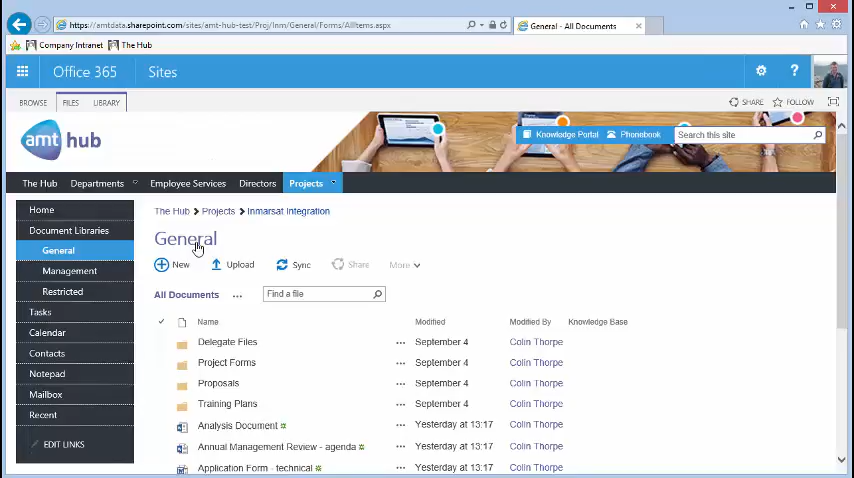 https://amtdata.sharepoint.com/sites/amt-hub-test/Proj/Inm/General/Forms/AllItems.aspx
General - All Documents
Company Intranet
The Hub
Office 365
Sites
?
BROWSE
FILES
LIBRARY
SHARE
FOLLOW
amt hub
Knowledge Portal
Phonebook
Search this site
The Hub
Departments
Employee Services
Directors
Projects
Home
Document Libraries
General
Management
Restricted
Tasks
Calendar
Contacts
Notepad
Mailbox
Recent
EDIT LINKS
The Hub > Projects > Inmarsat Integration
General
New
Upload
Sync
Share
More
All Documents
...
Find a file
Name
Modified
Modified By
Knowledge Base
Delegate Files ... September 4 Colin Thorpe
Project Forms ... September 4 Colin Thorpe
Proposals ... September 4 Colin Thorpe
Training Plans ... September 4 Colin Thorpe
Analysis Document ... Yesterday at 13:17 Colin Thorpe
Annual Management Review - agenda ... Yesterday at 13:17 Colin Thorpe
Application Form - technical ... Yesterday at 13:17 Colin Thorpe